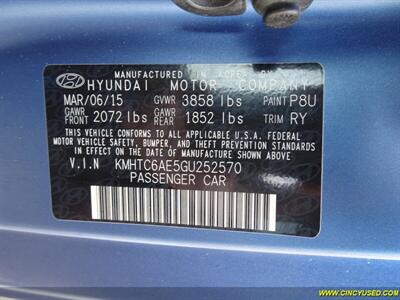 MANUFACTURED IN KOREA BY
HYUNDAI MOTOR COMPANY
MAR/06/15 GVWR 3858 lbs PAINT P8U
GAWR FRONT 2072 lbs GAWR REAR 1852 lbs TRIM RY
THIS VEHICLE CONFORMS TO ALL APPLICABLE U.S.A. FEDERAL
MOTOR VEHICLE SAFETY, BUMPER, AND THEFT PREVENTION
STANDARDS IN EFFECT ON THE DATE OF MANUFACTURE SHOWN ABOVE.
V.I.N KMHTC6AE5GU252570
PASSENGER CAR
WWW.CINCYUSED.COM